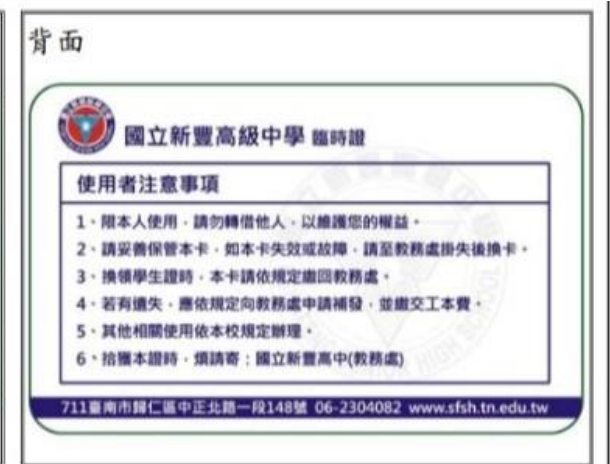 背面
國立新豐高級中學 臨時證
使用者注意事項
1、限本人使用，請勿轉借他人，以維護您的權益。
2、請妥善保管本卡，如本卡失效或故障，請至教務處掛失後換卡。
3、換領學生證時，本卡請依規定繳回教務處。
4、若有遺失，應依規定向教務處申請補發，並繳交工本費。
5、其他相關使用依本校規定辦理。
6、拾獲本證時，煩請寄：國立新豐高中(教務處)
711臺南市歸仁區中正北路一段148號 06-2304082 www.sfsh.tn.edu.tw